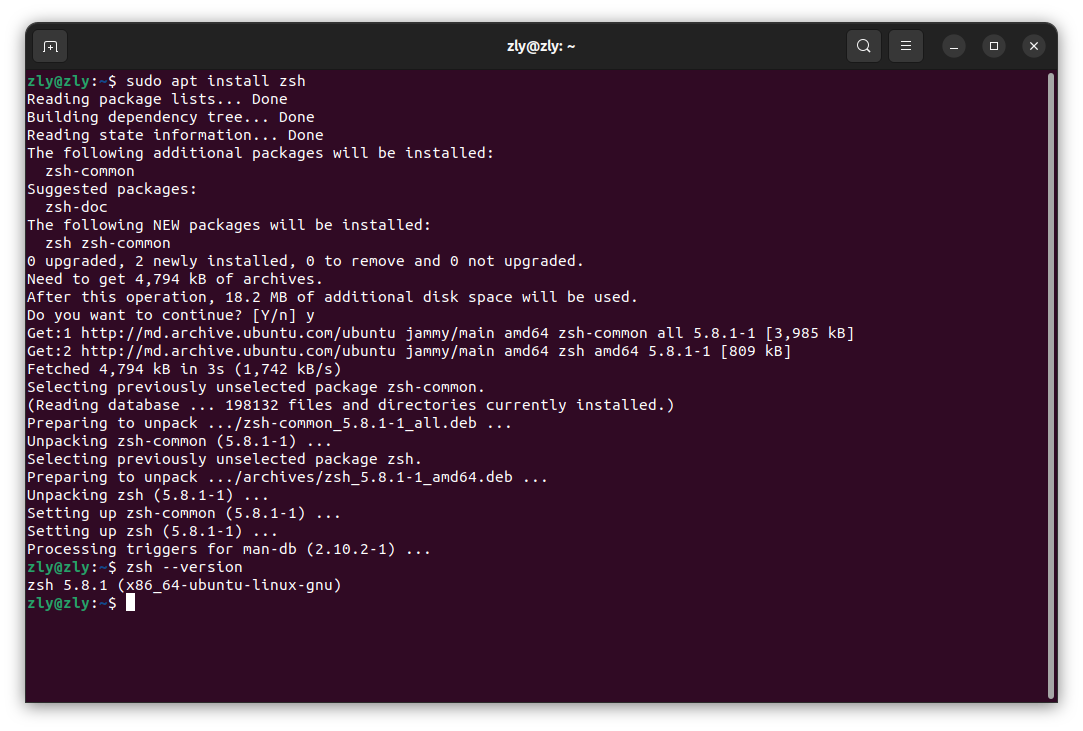 zly@zly: ~
zly@zly:~$ sudo apt install zsh
Reading package lists... Done
Building dependency tree... Done
Reading state information... Done
The following additional packages will be installed:
  zsh-common
Suggested packages:
  zsh-doc
The following NEW packages will be installed:
  zsh zsh-common
0 upgraded, 2 newly installed, 0 to remove and 0 not upgraded.
Need to get 4,794 kB of archives.
After this operation, 18.2 MB of additional disk space will be used.
Do you want to continue? [Y/n] y
Get:1 http://md.archive.ubuntu.com/ubuntu jammy/main amd64 zsh-common all 5.8.1-1 [3,985 kB]
Get:2 http://md.archive.ubuntu.com/ubuntu jammy/main amd64 zsh amd64 5.8.1-1 [809 kB]
Fetched 4,794 kB in 3s (1,742 kB/s)
Selecting previously unselected package zsh-common.
(Reading database ... 198132 files and directories currently installed.)
Preparing to unpack .../zsh-common_5.8.1-1_all.deb ...
Unpacking zsh-common (5.8.1-1) ...
Selecting previously unselected package zsh.
Preparing to unpack .../archives/zsh_5.8.1-1_amd64.deb ...
Unpacking zsh (5.8.1-1) ...
Setting up zsh-common (5.8.1-1) ...
Setting up zsh (5.8.1-1) ...
Processing triggers for man-db (2.10.2-1) ...
zly@zly:~$ zsh --version
zsh 5.8.1 (x86_64-ubuntu-linux-gnu)
zly@zly:~$